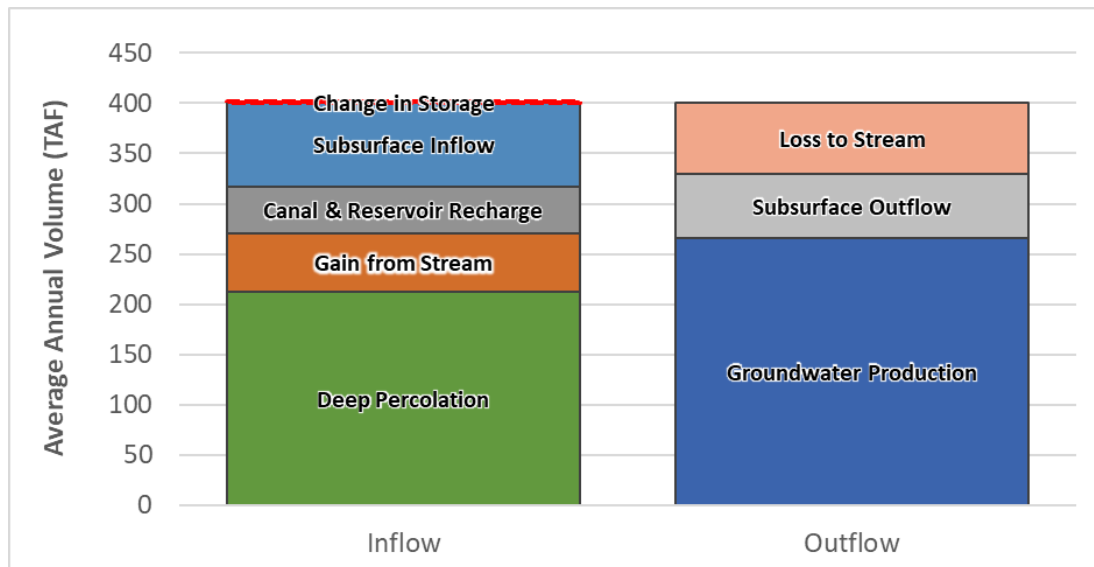 Average Annual Volume (TAF)
450
400
350
300
250
200
150
100
50
0
Change in Storage
Subsurface Inflow
Canal & Reservoir Recharge
Gain from Stream
Deep Percolation
Loss to Stream
Subsurface Outflow
Groundwater Production
Inflow
Outflow